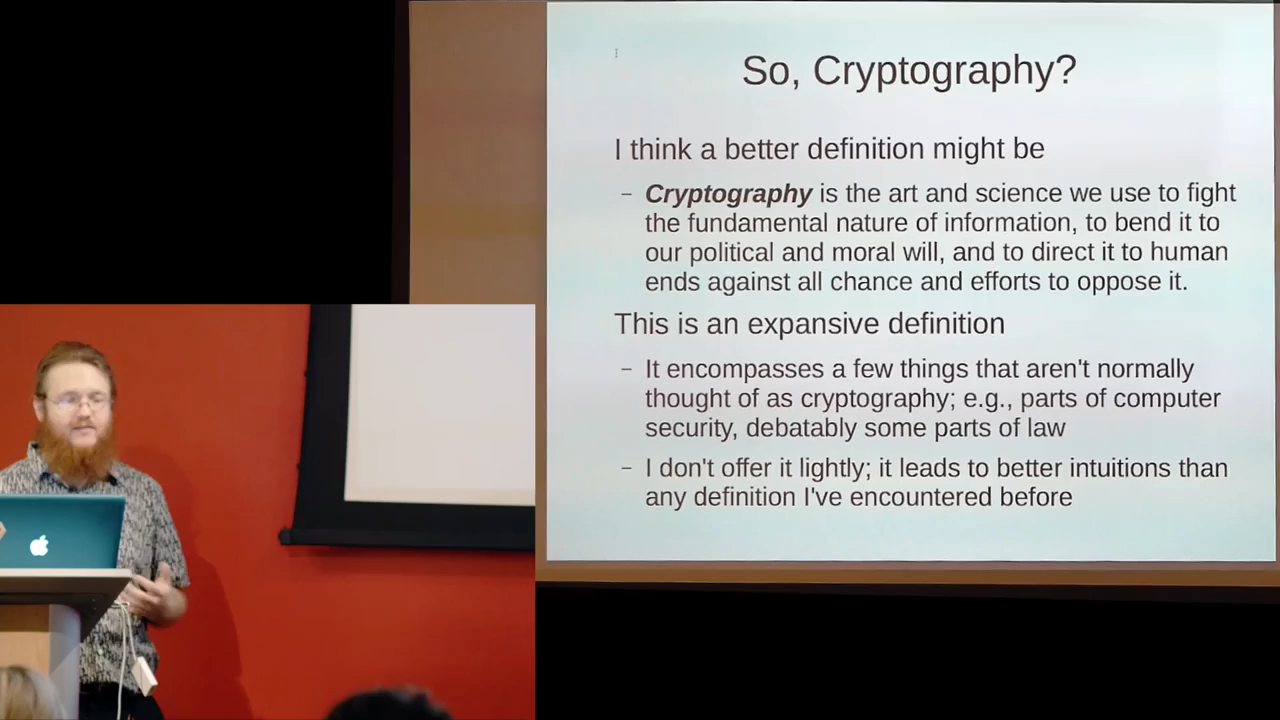 So, Cryptography?
I think a better definition might be
– Cryptography is the art and science we use to fight
the fundamental nature of information, to bend it to
our political and moral will, and to direct it to human
ends against all chance and efforts to oppose it.
This is an expansive definition
– It encompasses a few things that aren't normally
thought of as cryptography; e.g., parts of computer
security, debatably some parts of law
– I don't offer it lightly; it leads to better intuitions than
any definition I've encountered before